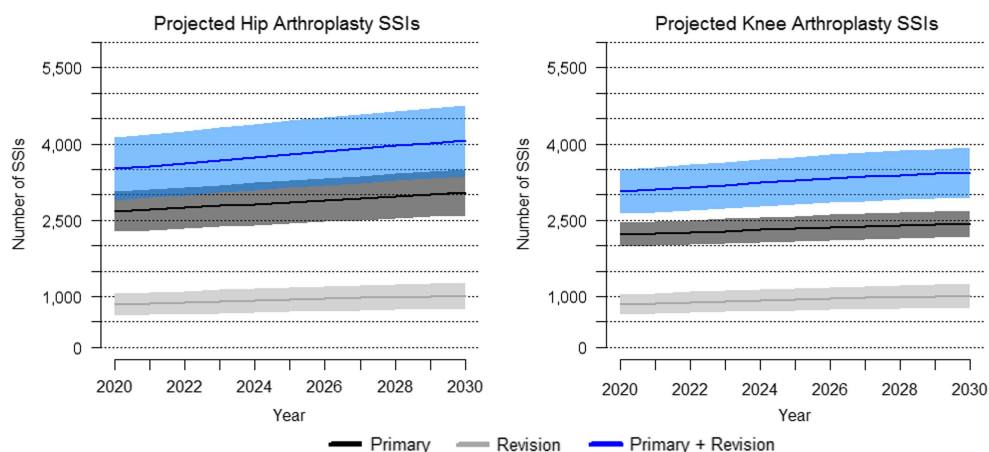 Projected Hip Arthroplasty SSIs
Number of SSIs
5,500
4,000
2,500
1,000
0
2020 2022 2024 2026 2028 2030
Year
Projected Knee Arthroplasty SSIs
Number of SSIs
5,500
4,000
2,500
1,000
0
2020 2022 2024 2026 2028 2030
Year
Primary Revision Primary + Revision